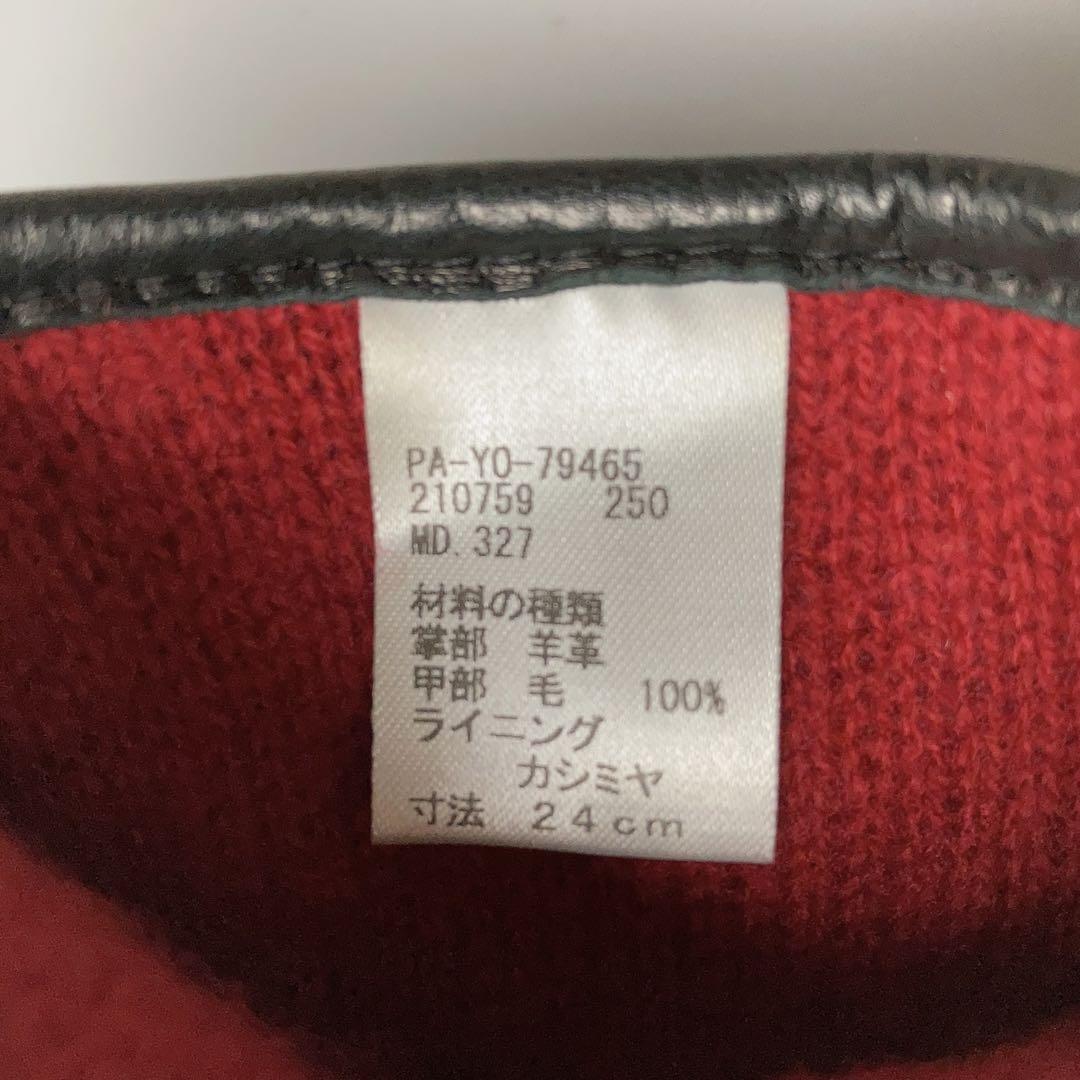 PA-YO-79465
210759 250
MD.327
材料の種類
掌部 羊革
甲部 毛 100%
ライニング
カシミヤ
寸法 24cm